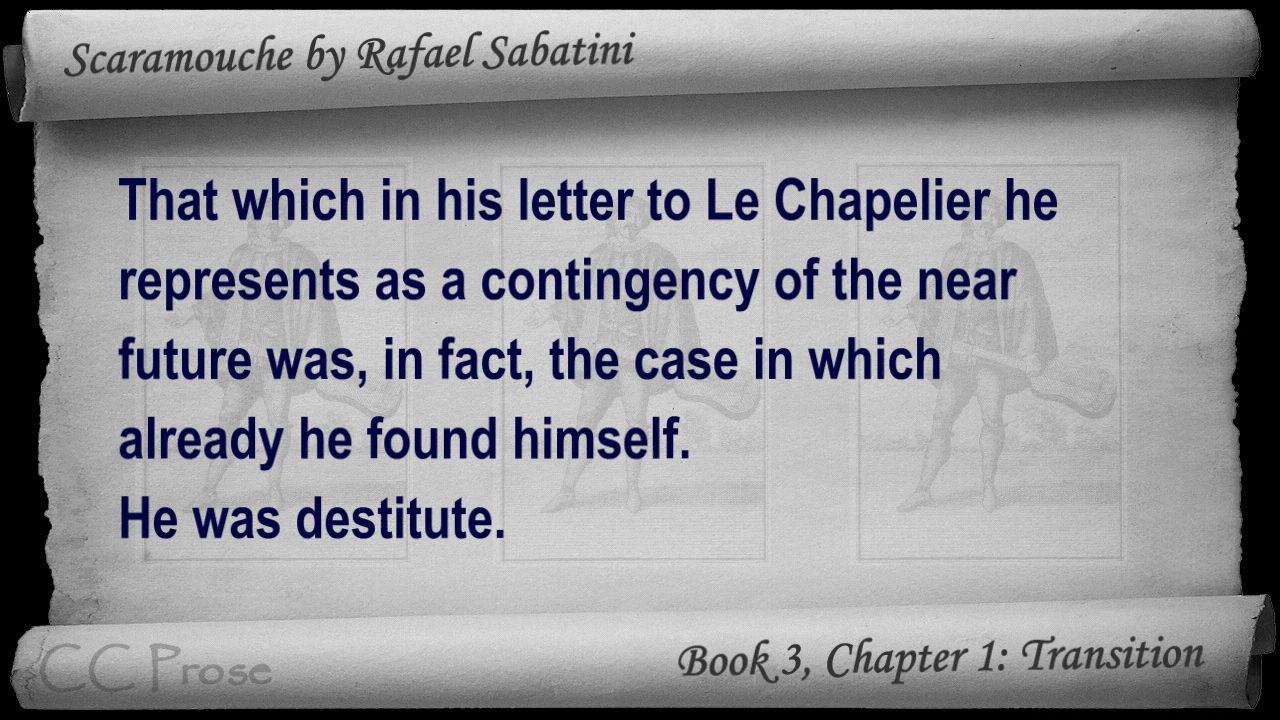 Scaramouche by Rafael Sabatini
That which in his letter to Le Chapelier he
represents as a contingency of the near
future was, in fact, the case in which
already he found himself.
He was destitute.
CC Prose
Book 3, Chapter 1: Transition